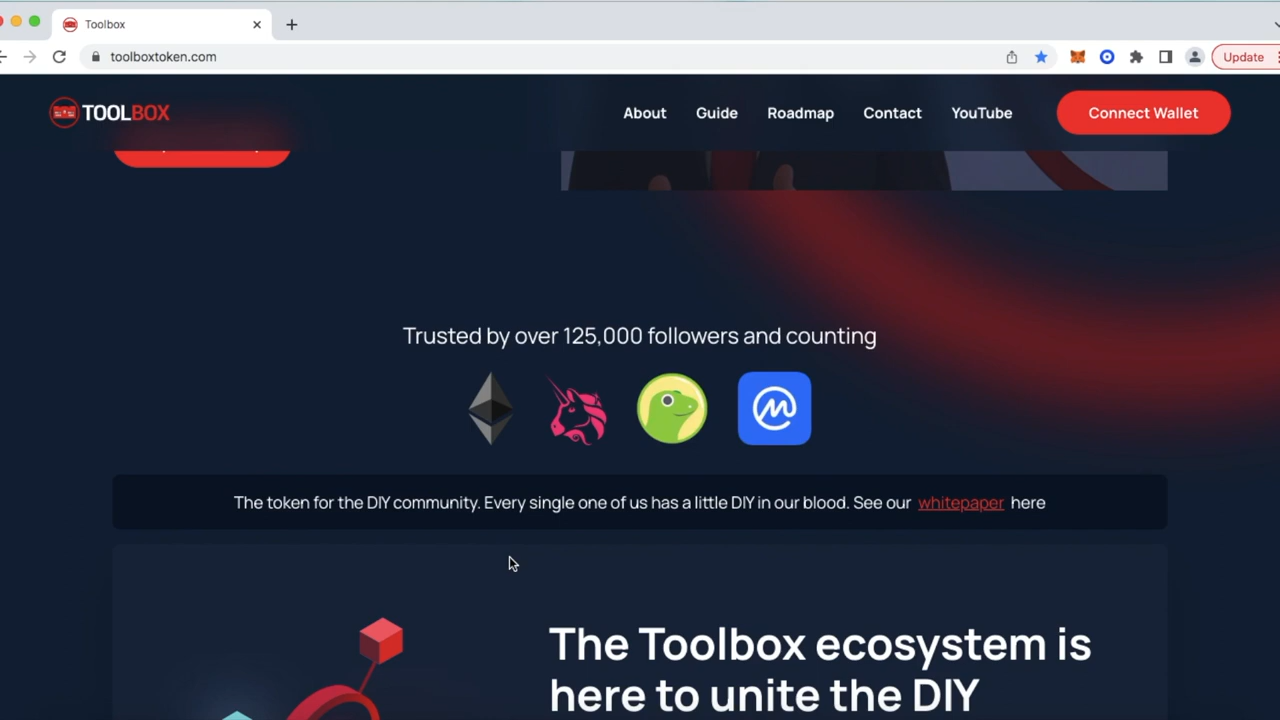 Toolbox
toolboxtoken.com
Update
TOOLBOX
About
Guide
Roadmap
Contact
YouTube
Connect Wallet
Trusted by over 125,000 followers and counting
The token for the DIY community. Every single one of us has a little DIY in our blood. See our whitepaper here
The Toolbox ecosystem is
here to unite the DIY